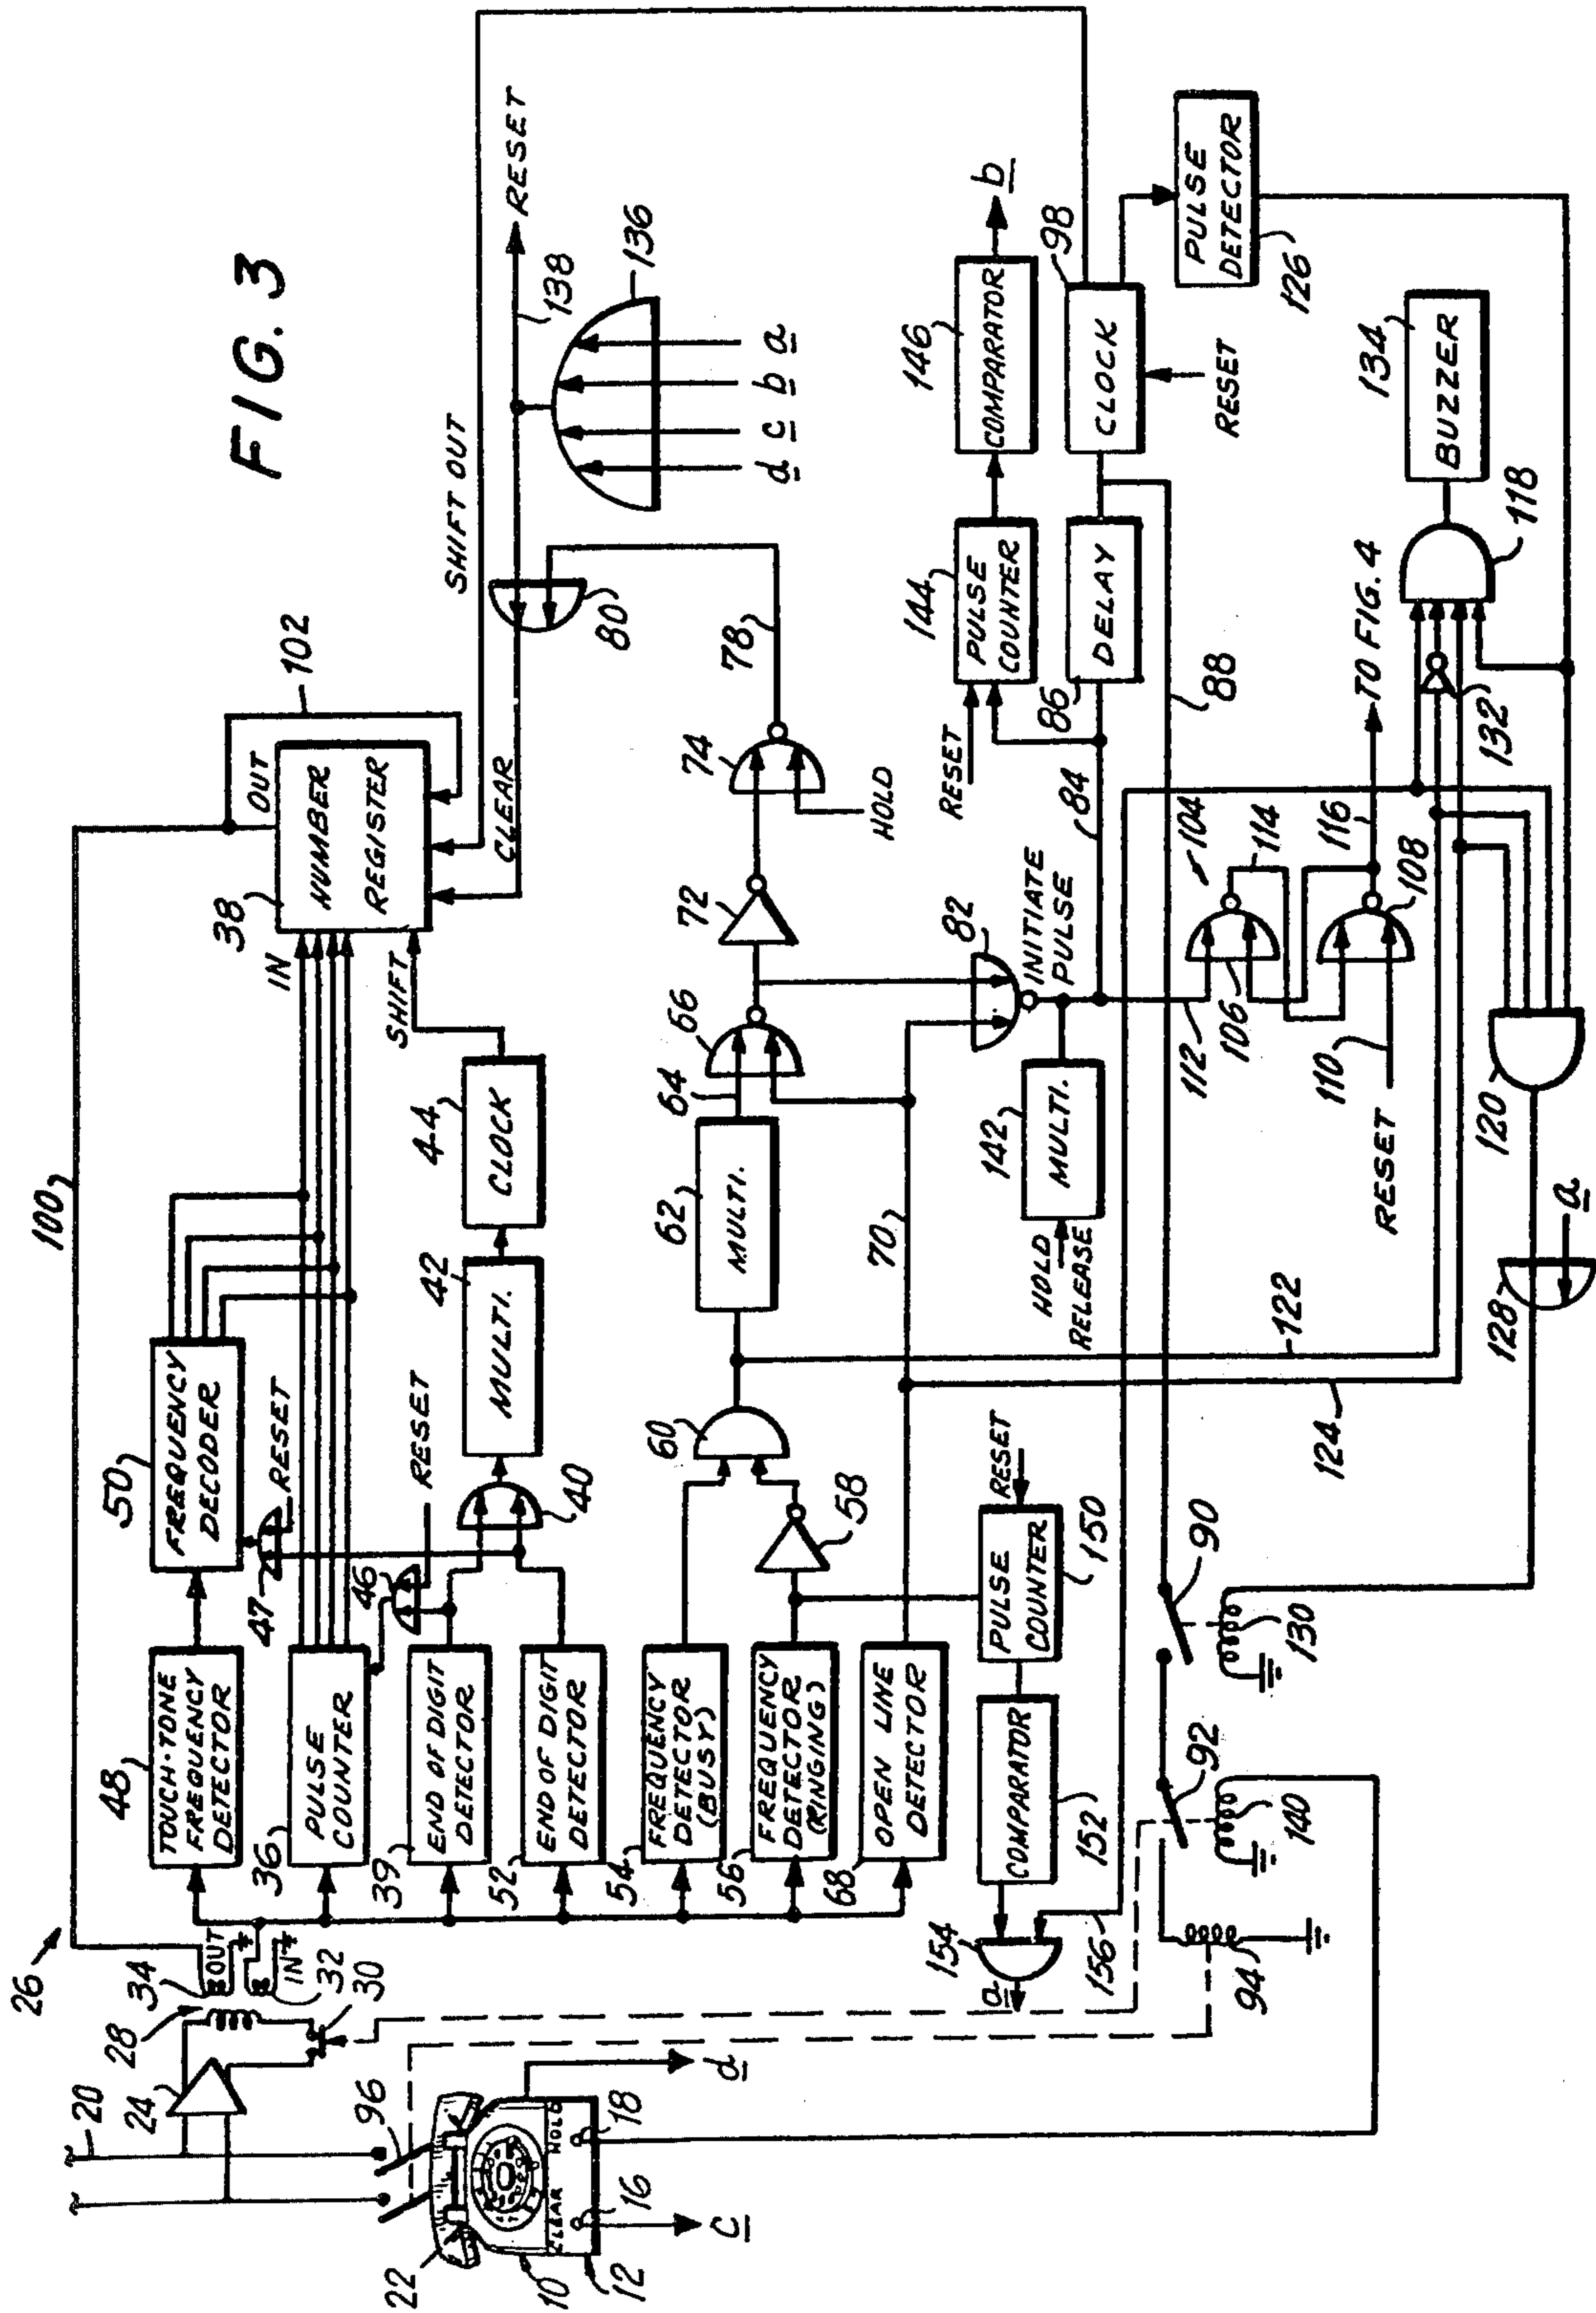 FIG. 3
26
20
24
28
34
OUT
IN
32
30
100
102
48
TOUCH-TONE
FREQUENCY
DETECTOR
50
FREQUENCY
DECODER
47
RESET
36
PULSE
COUNTER
38
NUMBER
REGISTER
IN
OUT
SHIFT
CLEAR
SHIFT OUT
39
END OF DIGIT
DETECTOR
46
RESET
40
42
MULTI.
44
CLOCK
52
END OF DIGIT
DETECTOR
54
FREQUENCY
DETECTOR
(BUSY)
56
FREQUENCY
DETECTOR
(RINGING)
58
60
62
MULTI.
64
66
72
74
HOLD
78
80
68
OPEN LINE
DETECTOR
70
82
INITIATE
PULSE
84
142
MULTI.
HOLD
RELEASE
138
RESET
136
d
c
b
a
144
PULSE
COUNTER
RESET
146
COMPARATOR
b
86
DELAY
88
98
CLOCK
RESET
PULSE
DETECTOR
126
150
PULSE
COUNTER
RESET
152
COMPARATOR
154
a
156
104
106
108
110
112
114
116
RESET
TO FIG. 4
118
132
134
BUZZER
120
122
124
128
a
90
130
92
140
94
96
22
10
12
CLEAR
HOLD
16
18
c
d